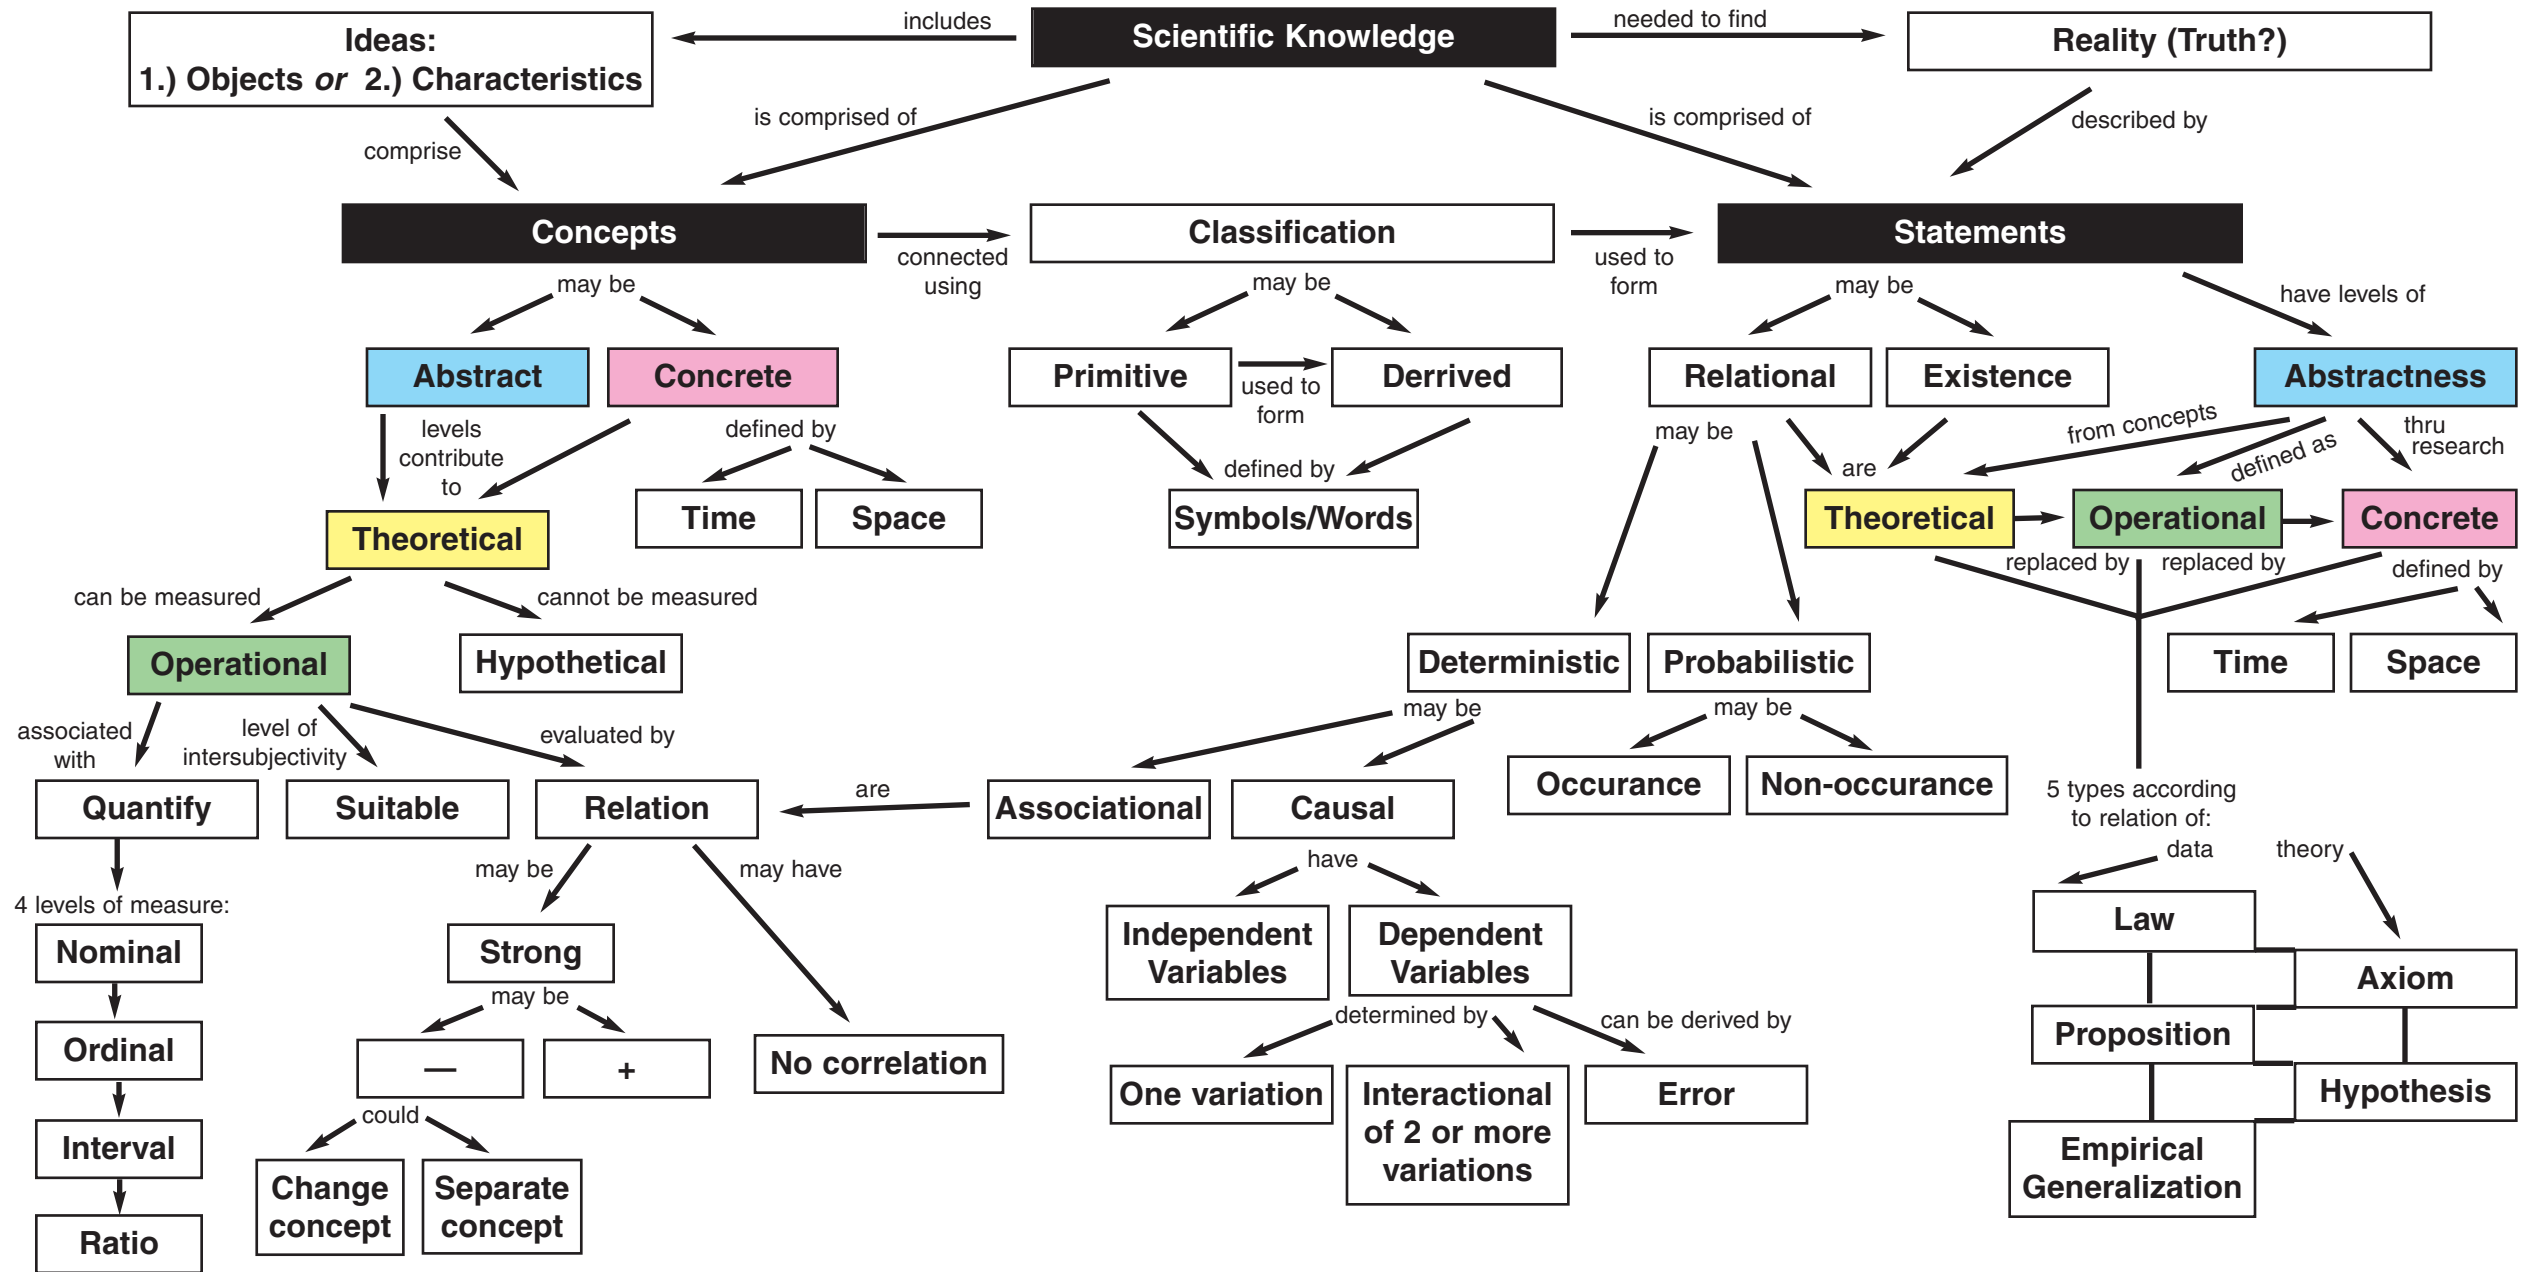 includes
Scientific Knowledge
needed to find
Ideas:
1.) Objects or 2.) Characteristics
Reality (Truth?)
comprise
is comprised of
is comprised of
described by
Concepts
connected
using
Classification
used to
form
Statements
may be
may be
may be
have levels of
Abstract
Concrete
Primitive
used to
form
Derrived
Relational
Existence
Abstractness
levels
contribute
to
defined by
defined by
may be
are
from concepts
defined as
thru
research
Time
Space
Symbols/Words
Theoretical
Operational
Concrete
Theoretical
replaced by
replaced by
defined by
can be measured
cannot be measured
Operational
Hypothetical
Deterministic
Probabilistic
Time
Space
associated
with
level of
intersubjectivity
evaluated by
may be
may be
Quantify
Suitable
Relation
are
Associational
Causal
Occurance
Non-occurance
5 types according
to relation of:
data
theory
may be
may have
have
4 levels of measure:
Nominal
Strong
Independent
Variables
Dependent
Variables
Law
Axiom
may be
determined by
can be derived by
Ordinal
—
+
No correlation
One variation
Interactional
of 2 or more
variations
Error
Proposition
Hypothesis
could
Interval
Change
concept
Separate
concept
Empirical
Generalization
Ratio